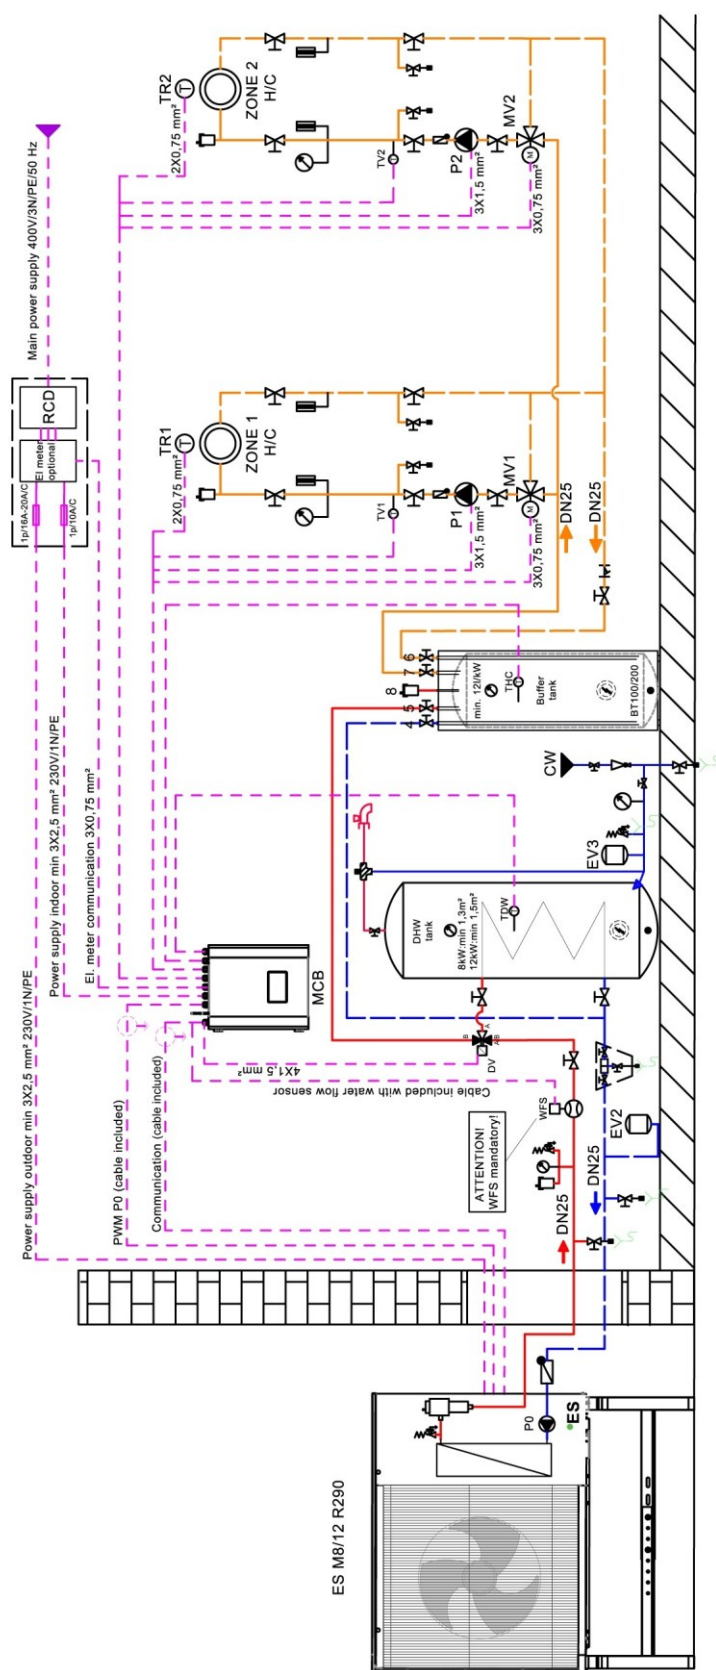 Main power supply 400V/3N/PE/50 Hz
RCD
El meter
optional
1p/16A-20A/C
1p/10A/C
Power supply outdoor min 3X2,5 mm² 230V/1N/PE
Power supply indoor min 3X2,5 mm² 230V/1N/PE
El. meter communication 3X0,75 mm²
PWM P0 (cable included)
Communication (cable included)
4X1,5 mm²
Cable included with water flow sensor
MCB
ATTENTION!
WFS mandatory!
WFS
DV
A
B
AB
ES M8/12 R290
P0
ES
DN25
DN25
EV2
S
S
S
DHW
tank
8kW:min 1,3m²
12kW:min 1,5m²
TDW
EV3
CW
S
S
4
5
8
7
6
min. 12l/kW
THC
Buffer
tank
BT100/200
DN25
DN25
TR1
T
2X0,75 mm²
ZONE 1
H/C
TV1
P1
3X1,5 mm²
MV1
M
3X0,75 mm²
TR2
T
2X0,75 mm²
ZONE 2
H/C
TV2
P2
3X1,5 mm²
MV2
M
3X0,75 mm²